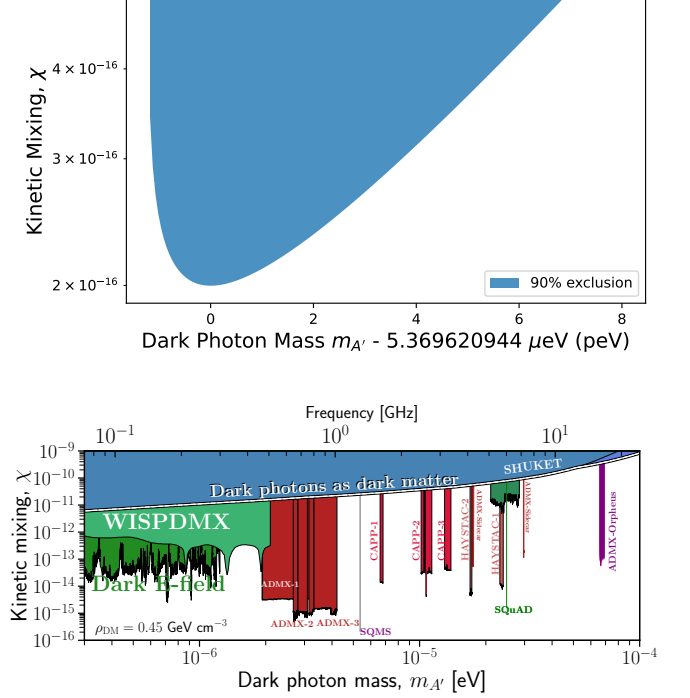 Kinetic Mixing, χ
4 × 10⁻¹⁶
3 × 10⁻¹⁶
2 × 10⁻¹⁶
90% exclusion
0 2 4 6 8
Dark Photon Mass m_A′ - 5.369620944 μeV (peV)
Frequency [GHz]
10⁻¹ 10⁰ 10¹
Kinetic mixing, χ
10⁻⁹
10⁻¹⁰
10⁻¹¹
10⁻¹²
10⁻¹³
10⁻¹⁴
10⁻¹⁵
10⁻¹⁶
SHUKET
Dark photons as dark matter
WISPDMX
Dark E-field
ADMX-1
ADMX-2
ADMX-3
SQMS
CAPP-1
CAPP-2
CAPP-3
HAYSTAC-2
ADMX-Sidecar
HAYSTAC-1
SQuAD
ADMX-Sidecar
ADMX-Orpheus
ρ_DM = 0.45 GeV cm⁻³
10⁻⁶ 10⁻⁵ 10⁻⁴
Dark photon mass, m_A′ [eV]